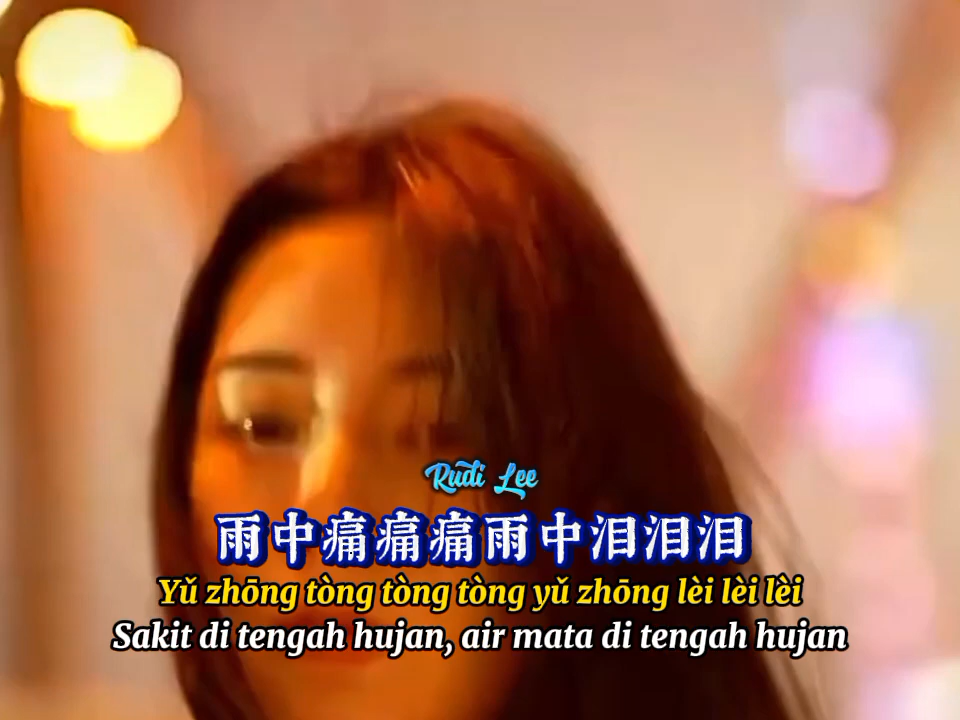 Rudi Lee
雨中痛痛痛雨中泪泪泪
Yǔ zhōng tòng tòng tòng yǔ zhōng lèi lèi lèi
Sakit di tengah hujan, air mata di tengah hujan